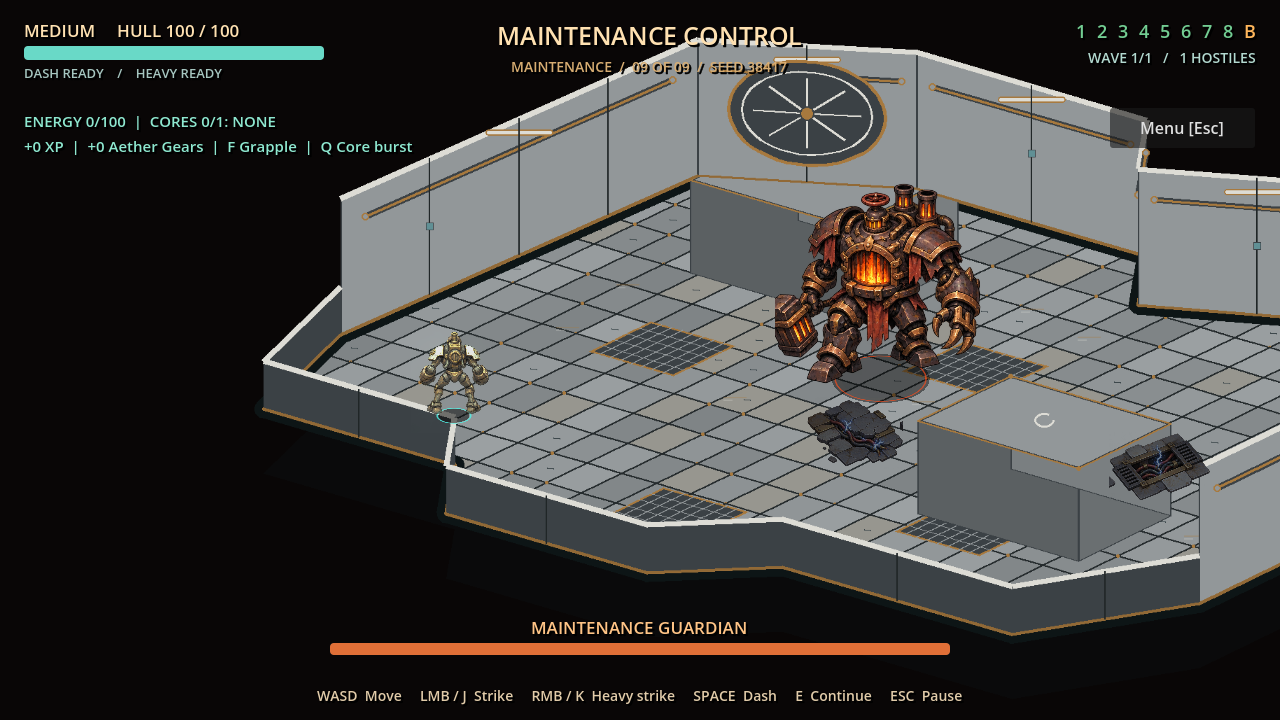 MEDIUM HULL 100 / 100
DASH READY / HEAVY READY
ENERGY 0/100 | CORES 0/1: NONE
+0 XP | +0 Aether Gears | F Grapple | Q Core burst
MAINTENANCE CONTROL
MAINTENANCE / 09 OF 09 / SEED 38417
1 2 3 4 5 6 7 8 B
WAVE 1/1 / 1 HOSTILES
Menu [Esc]
MAINTENANCE GUARDIAN
WASD Move LMB / J Strike RMB / K Heavy strike SPACE Dash E Continue ESC Pause